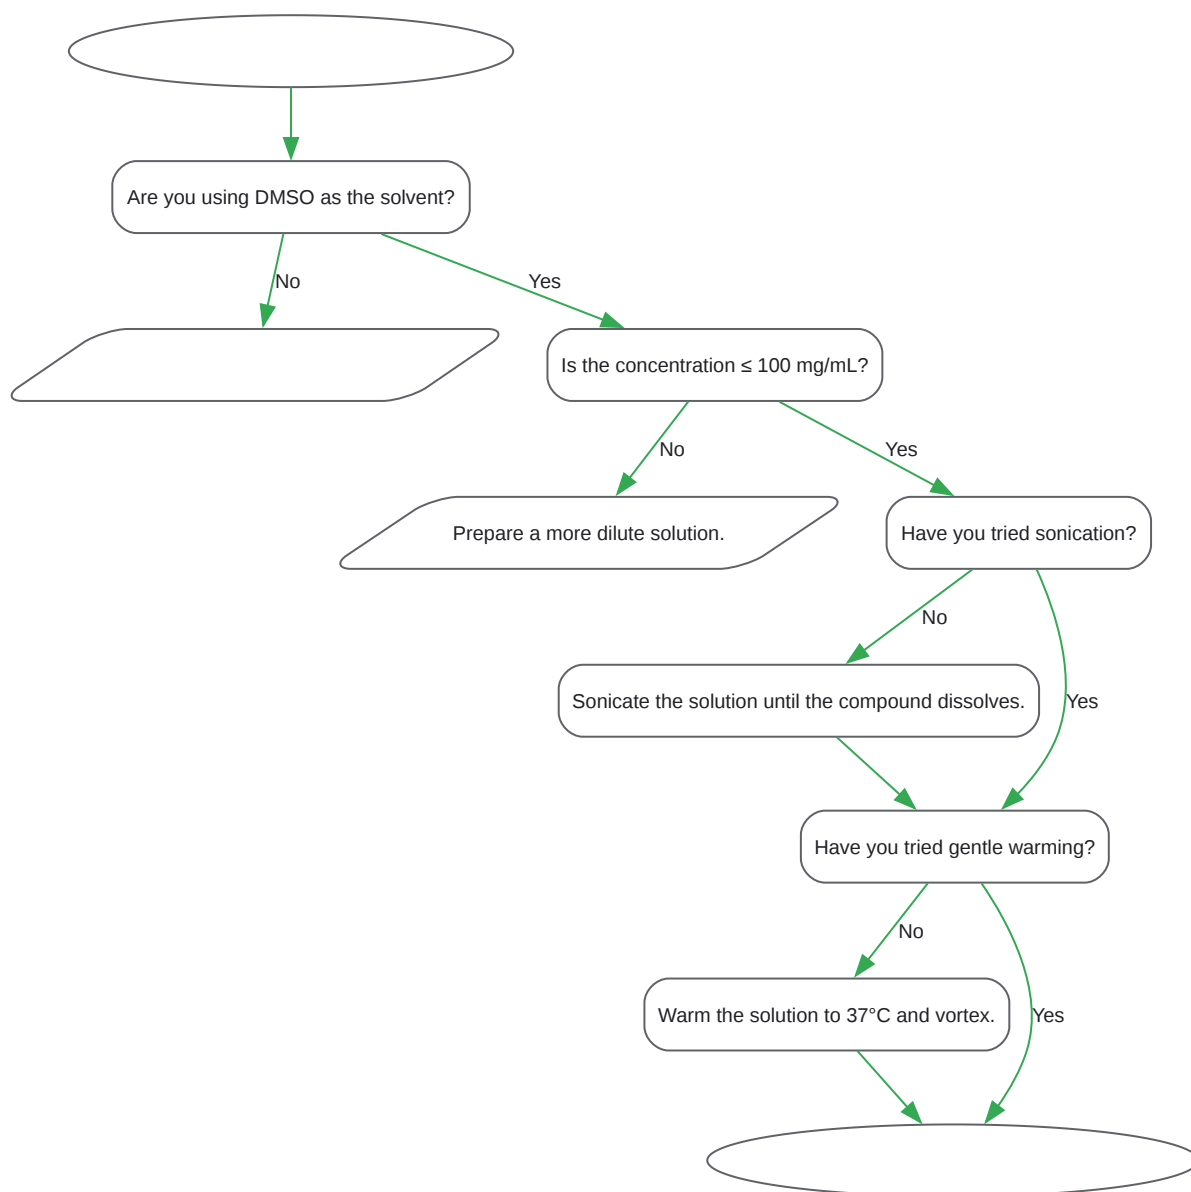 Are you using DMSO as the solvent?
No
Yes
Is the concentration ≤ 100 mg/mL?
No
Yes
Prepare a more dilute solution.
Have you tried sonication?
No
Sonicate the solution until the compound dissolves.
Yes
Have you tried gentle warming?
No
Warm the solution to 37°C and vortex.
Yes